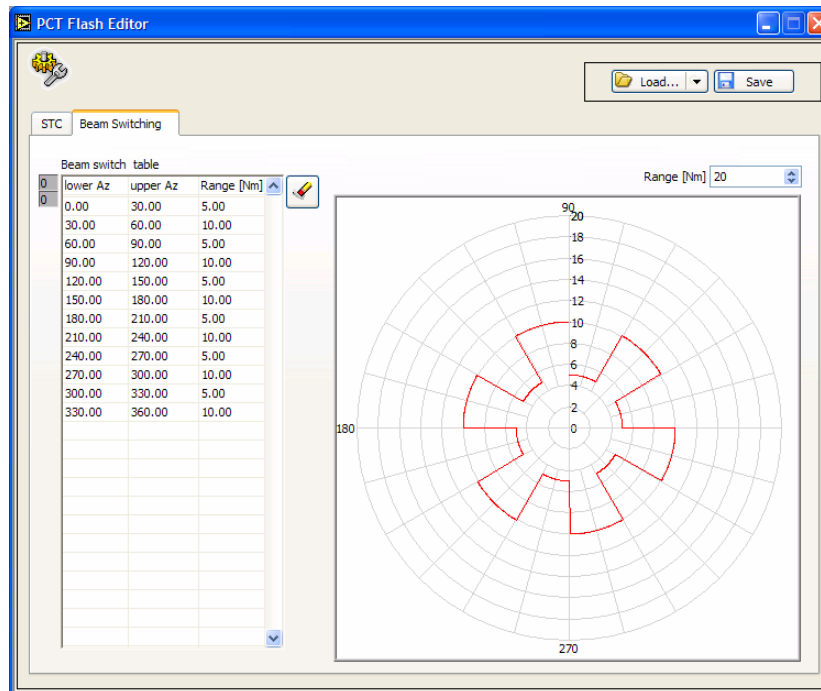 PCT Flash Editor
Load... Save
STC Beam Switching
Beam switch table
Range [Nm] 20
0
0
lower Az upper Az Range [Nm]
0.00 30.00 5.00
30.00 60.00 10.00
60.00 90.00 5.00
90.00 120.00 10.00
120.00 150.00 5.00
150.00 180.00 10.00
180.00 210.00 5.00
210.00 240.00 10.00
240.00 270.00 5.00
270.00 300.00 10.00
300.00 330.00 5.00
330.00 360.00 10.00
90
20
18
16
14
12
10
8
6
4
2
180 0
270